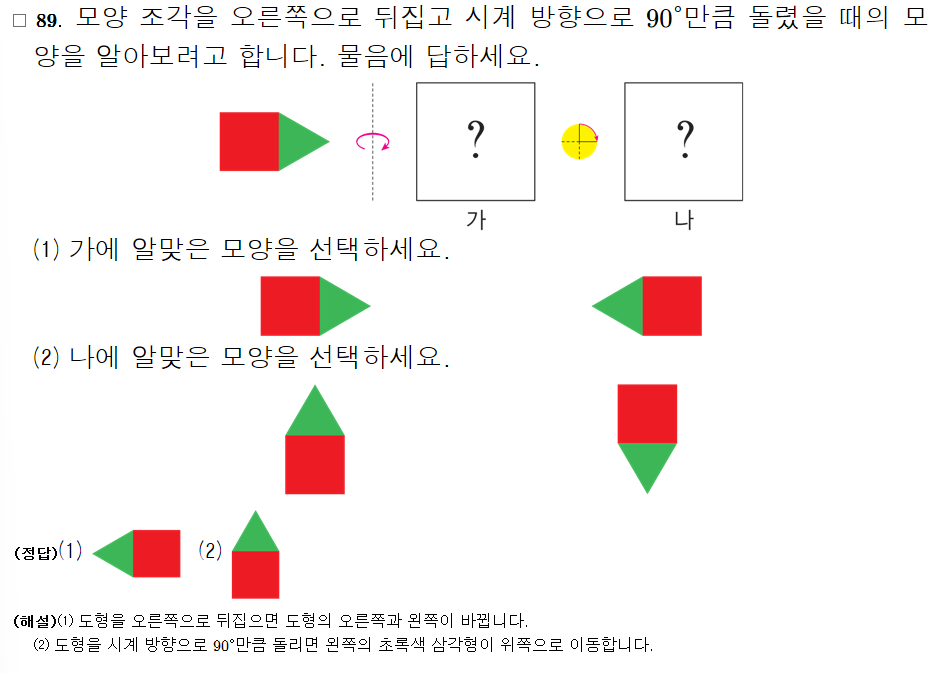 □ 89. 모양 조각을 오른쪽으로 뒤집고 시계 방향으로 90°만큼 돌렸을 때의 모
양을 알아보려고 합니다. 물음에 답하세요.
? ?
가 나
(1) 가에 알맞은 모양을 선택하세요.
(2) 나에 알맞은 모양을 선택하세요.
(정답)(1) (2)
(해설)(1) 도형을 오른쪽으로 뒤집으면 도형의 오른쪽과 왼쪽이 바뀝니다.
(2) 도형을 시계 방향으로 90°만큼 돌리면 왼쪽의 초록색 삼각형이 위쪽으로 이동합니다.